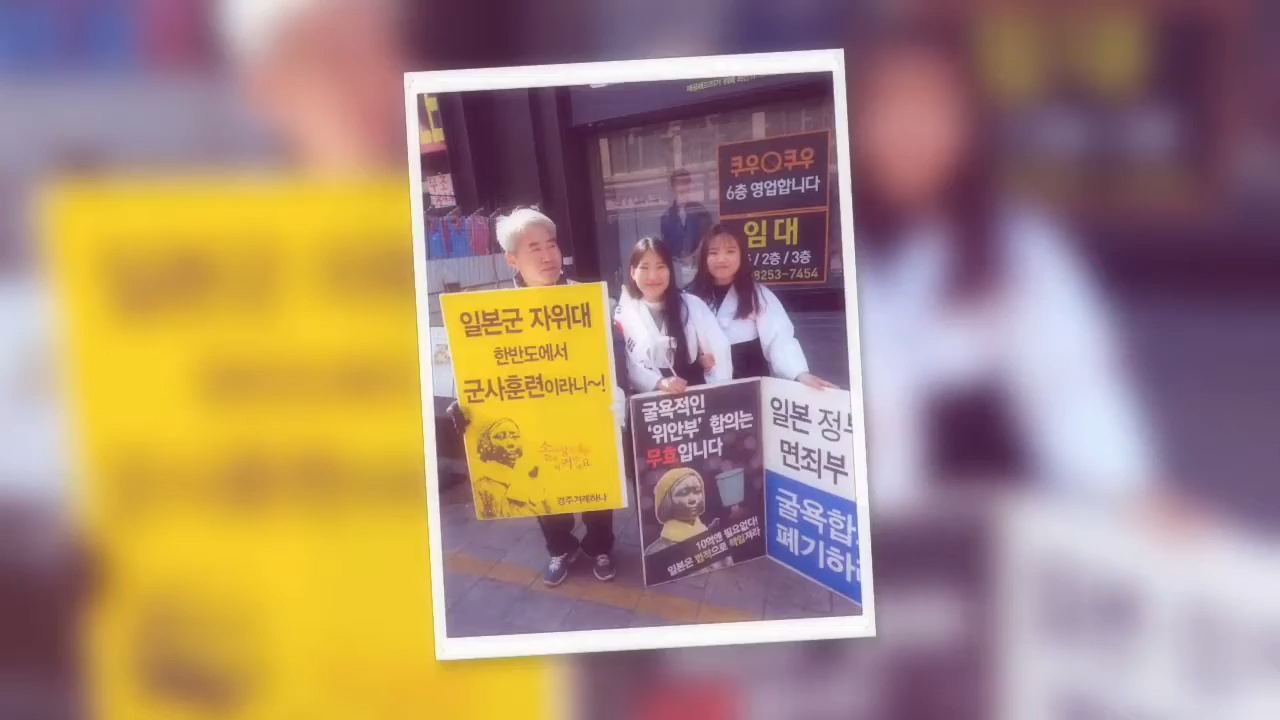 쿠우쿠우
6층 영업합니다
임대
/ 2층 / 3층
8253-7454
일본군 자위대
한반도에서
군사훈련이라니~!
경주겨레하나
굴욕적인
'위안부' 합의는
무효입니다
10억엔 필요없다!
일본은 법적으로 책임져라
일본 정부
면죄부
굴욕합
폐기하